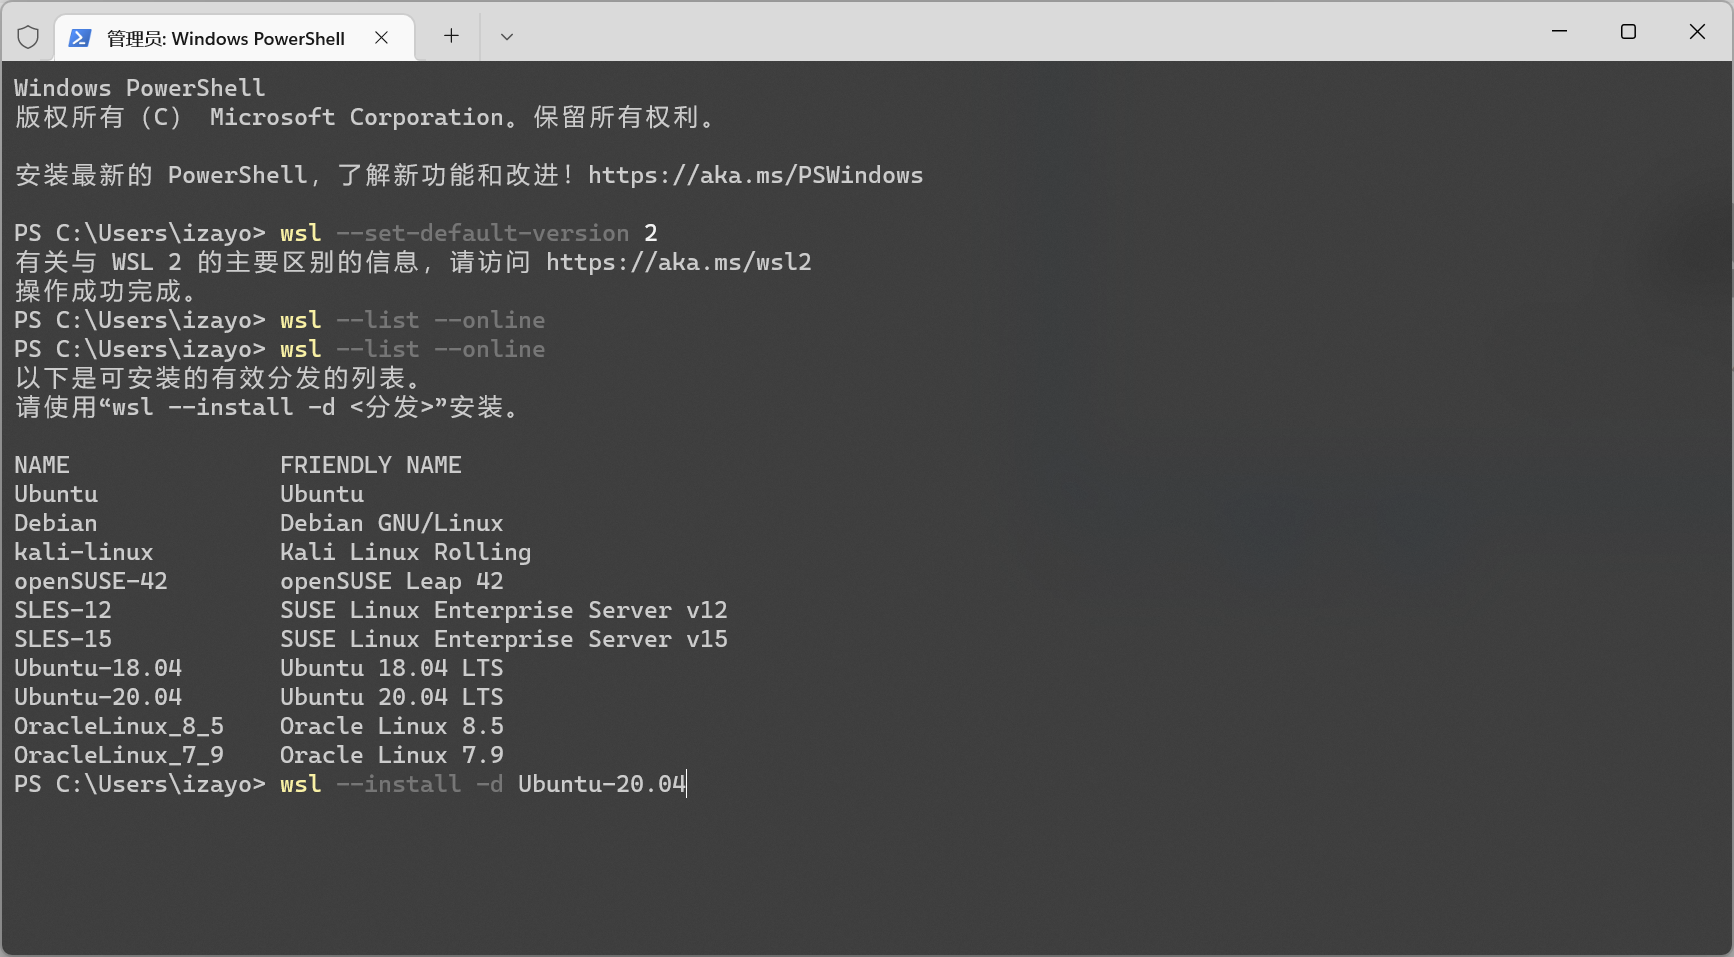 管理员: Windows PowerShell
Windows PowerShell
版权所有（C） Microsoft Corporation。保留所有权利。
安装最新的 PowerShell，了解新功能和改进！https://aka.ms/PSWindows
PS C:\Users\izayo> wsl --set-default-version 2
有关与 WSL 2 的主要区别的信息，请访问 https://aka.ms/wsl2
操作成功完成。
PS C:\Users\izayo> wsl --list --online
PS C:\Users\izayo> wsl --list --online
以下是可安装的有效分发的列表。
请使用“wsl --install -d <分发>”安装。
NAME FRIENDLY NAME
Ubuntu Ubuntu
Debian Debian GNU/Linux
kali-linux Kali Linux Rolling
openSUSE-42 openSUSE Leap 42
SLES-12 SUSE Linux Enterprise Server v12
SLES-15 SUSE Linux Enterprise Server v15
Ubuntu-18.04 Ubuntu 18.04 LTS
Ubuntu-20.04 Ubuntu 20.04 LTS
OracleLinux_8_5 Oracle Linux 8.5
OracleLinux_7_9 Oracle Linux 7.9
PS C:\Users\izayo> wsl --install -d Ubuntu-20.04